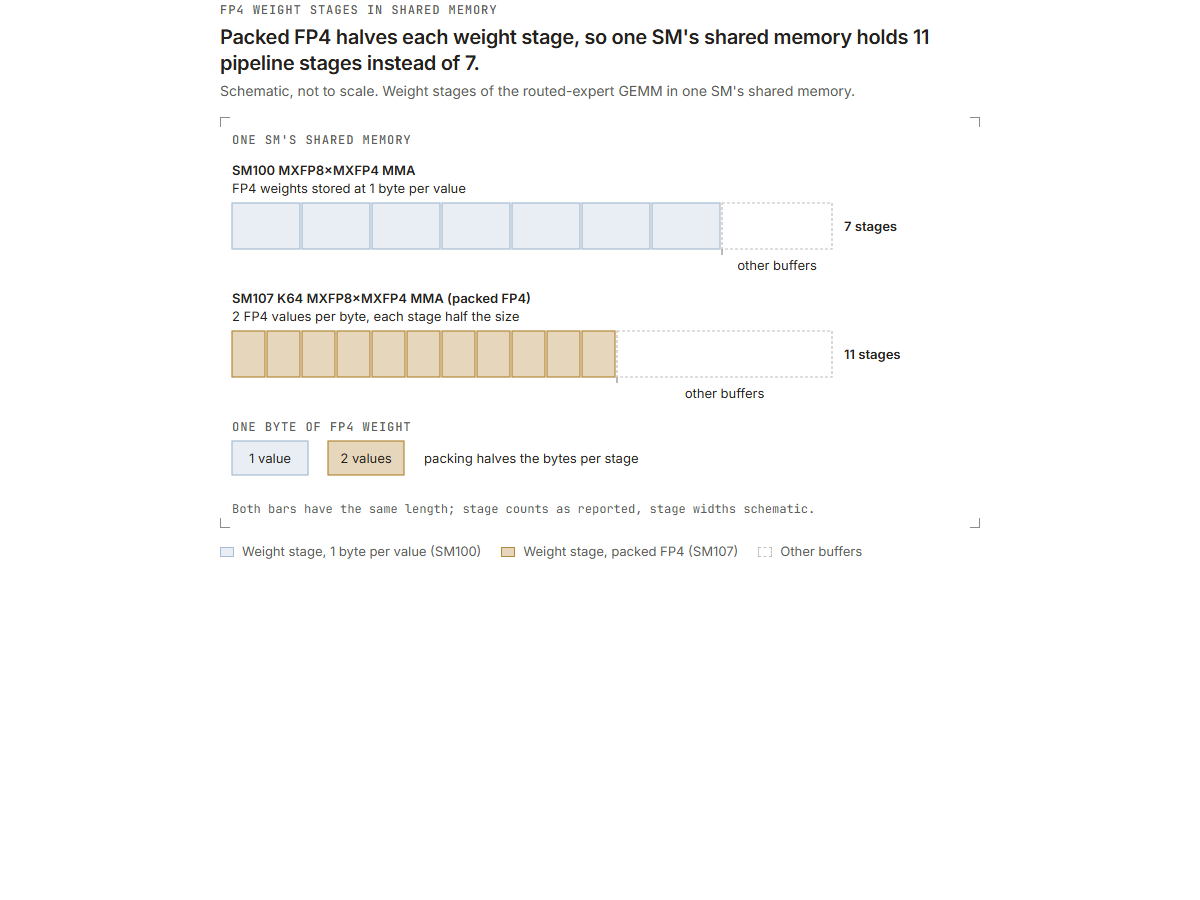 FP4 WEIGHT STAGES IN SHARED MEMORY
Packed FP4 halves each weight stage, so one SM's shared memory holds 11
pipeline stages instead of 7.
Schematic, not to scale. Weight stages of the routed-expert GEMM in one SM's shared memory.
ONE SM'S SHARED MEMORY
SM100 MXFP8×MXFP4 MMA
FP4 weights stored at 1 byte per value
7 stages
other buffers
SM107 K64 MXFP8×MXFP4 MMA (packed FP4)
2 FP4 values per byte, each stage half the size
11 stages
other buffers
ONE BYTE OF FP4 WEIGHT
1 value 2 values packing halves the bytes per stage
Both bars have the same length; stage counts as reported, stage widths schematic.
Weight stage, 1 byte per value (SM100) Weight stage, packed FP4 (SM107) Other buffers